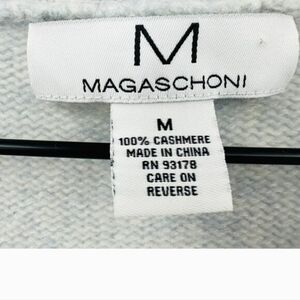 M
MAGASCHONI
M
100% CASHMERE
MADE IN CHINA
RN 93178
CARE ON
REVERSE